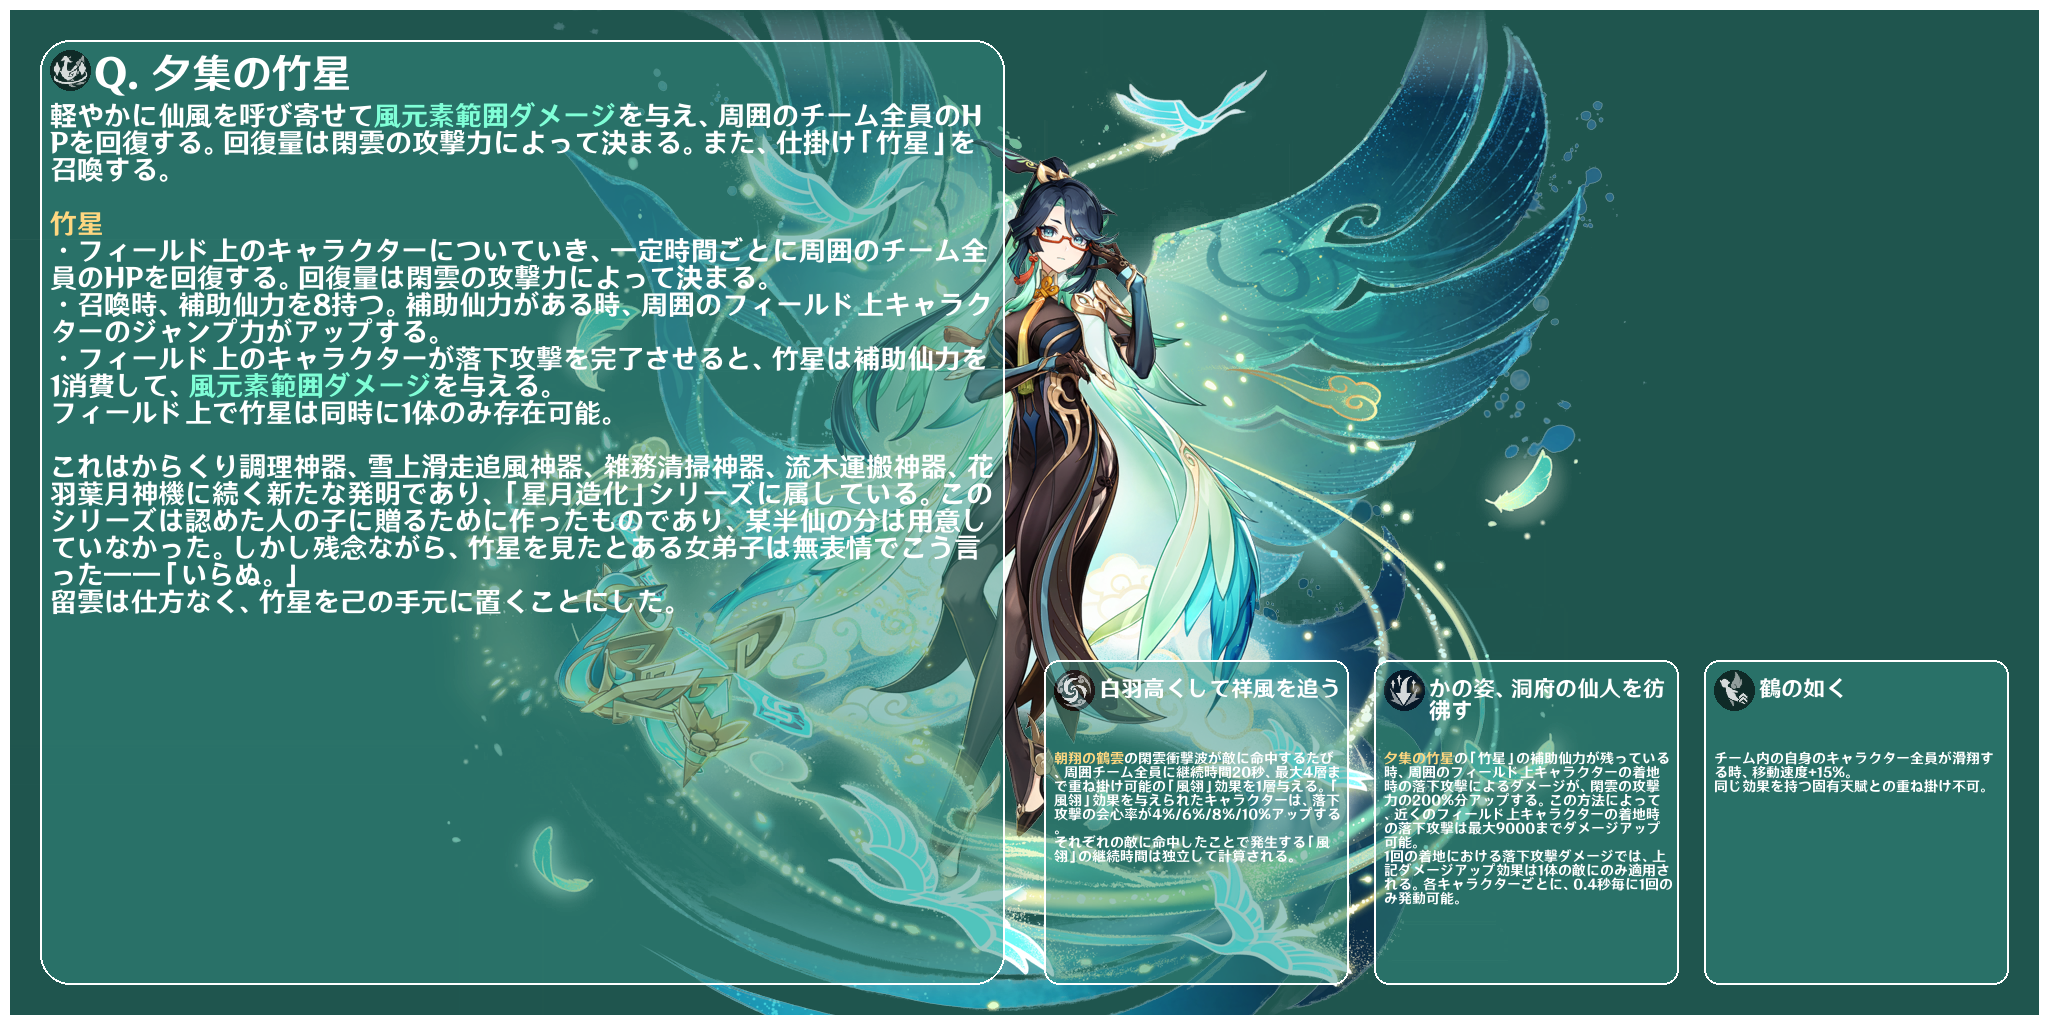 Q. 夕集の竹星
軽やかに仙風を呼び寄せて風元素範囲ダメージを与え、周囲のチーム全員のH
Pを回復する。回復量は閑雲の攻撃力によって決まる。また、仕掛け「竹星」を
召喚する。
竹星
・フィールド上のキャラクターについていき、一定時間ごとに周囲のチーム全
員のHPを回復する。回復量は閑雲の攻撃力によって決まる。
・召喚時、補助仙力を8持つ。補助仙力がある時、周囲のフィールド上キャラク
ターのジャンプ力がアップする。
・フィールド上のキャラクターが落下攻撃を完了させると、竹星は補助仙力を
1消費して、風元素範囲ダメージを与える。
フィールド上で竹星は同時に1体のみ存在可能。
これはからくり調理神器、雪上滑走追風神器、雑務清掃神器、流木運搬神器、花
羽葉月神機に続く新たな発明であり、「星月造化」シリーズに属している。この
シリーズは認めた人の子に贈るために作ったものであり、某半仙の分は用意し
ていなかった。しかし残念ながら、竹星を見たとある女弟子は無表情でこう言
った——「いらぬ。」
留雲は仕方なく、竹星を己の手元に置くことにした。
白羽高くして祥風を追う
朝翔の鶴雲の閑雲衝撃波が敵に命中するたび
、周囲チーム全員に継続時間20秒、最大4層ま
で重ね掛け可能の「風翎」効果を1層与える。「
風翎」効果を与えられたキャラクターは、落下
攻撃の会心率が4%/6%/8%/10%アップする
。
それぞれの敵に命中したことで発生する「風
翎」の継続時間は独立して計算される。
かの姿、洞府の仙人を彷
彿す
夕集の竹星の「竹星」の補助仙力が残っている
時、周囲のフィールド上キャラクターの着地
時の落下攻撃によるダメージが、閑雲の攻撃
力の200%分アップする。この方法によって
、近くのフィールド上キャラクターの着地時
の落下攻撃は最大9000までダメージアップ
可能。
1回の着地における落下攻撃ダメージでは、上
記ダメージアップ効果は1体の敵にのみ適用さ
れる。各キャラクターごとに、0.4秒毎に1回の
み発動可能。
鶴の如く
チーム内の自身のキャラクター全員が滑翔す
る時、移動速度+15%。
同じ効果を持つ固有天賦との重ね掛け不可。